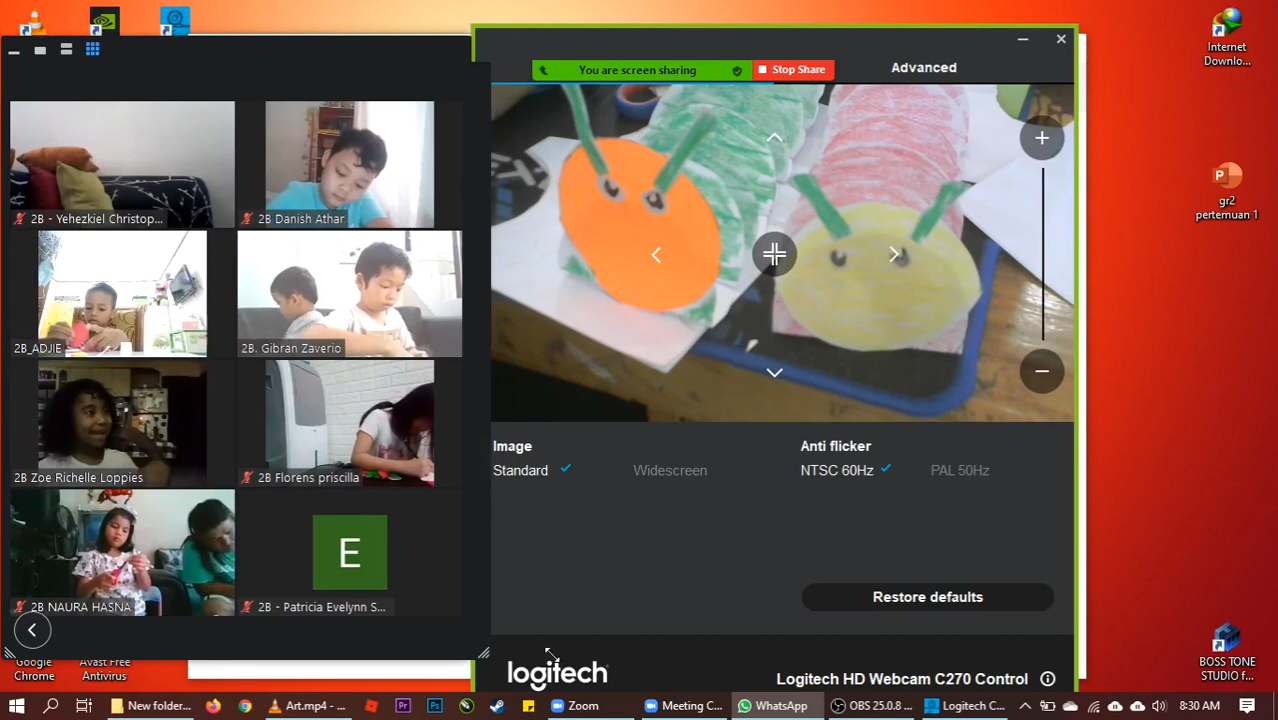 Advanced
You are screen sharing
Stop Share
Internet
Downlo...
gr2
pertemuan 1
2B - Yehezkiel Christop...
2B Danish Athar
2B_ADJIE
2B. Gibran Zaverio
2B Zoe Richelle Loppies
2B Florens priscilla
2B NAURA HASNA
E
2B - Patricia Evelynn S...
Image
Anti flicker
Standard
Widescreen
NTSC 60Hz
PAL 50Hz
Restore defaults
logitech
Logitech HD Webcam C270 Control
Google
Chrome
Avast Free
Antivirus
BOSS TONE
STUDIO f...
New folder...
Art.mp4 - ...
Pr
Ps
Zoom
Meeting C...
WhatsApp
OBS 25.0.8 ...
Logitech C...
8:30 AM